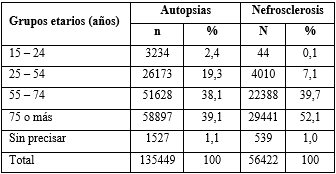 Grupos etarios (años) Autopsias Nefrosclerosis
n % N %
15 – 24 3234 2,4 44 0,1
25 – 54 26173 19,3 4010 7,1
55 – 74 51628 38,1 22388 39,7
75 o más 52887 39,1 29441 52,1
Sin precisar 1527 1,1 539 1,0
Total 135449 100 56422 100